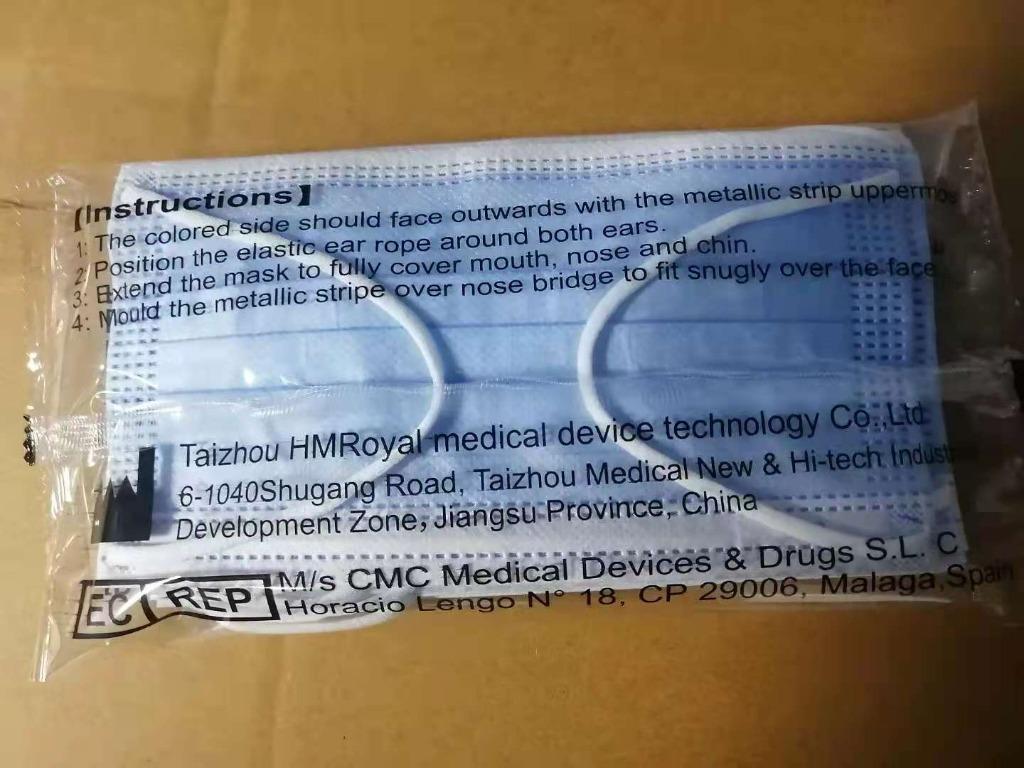 【Instructions】
1: The colored side should face outwards with the metallic strip uppermos
2: Position the elastic ear rope around both ears.
3: Extend the mask to fully cover mouth, nose and chin.
4: Mould the metallic stripe over nose bridge to fit snugly over the face
Taizhou HMRoyal medical device technology Co.,Ltd
6-1040Shugang Road, Taizhou Medical New & Hi-tech Indust
Development Zone, Jiangsu Province, China
EC REP
M/s CMC Medical Devices & Drugs S.L. C
Horacio Lengo N° 18, CP 29006, Malaga,Spain